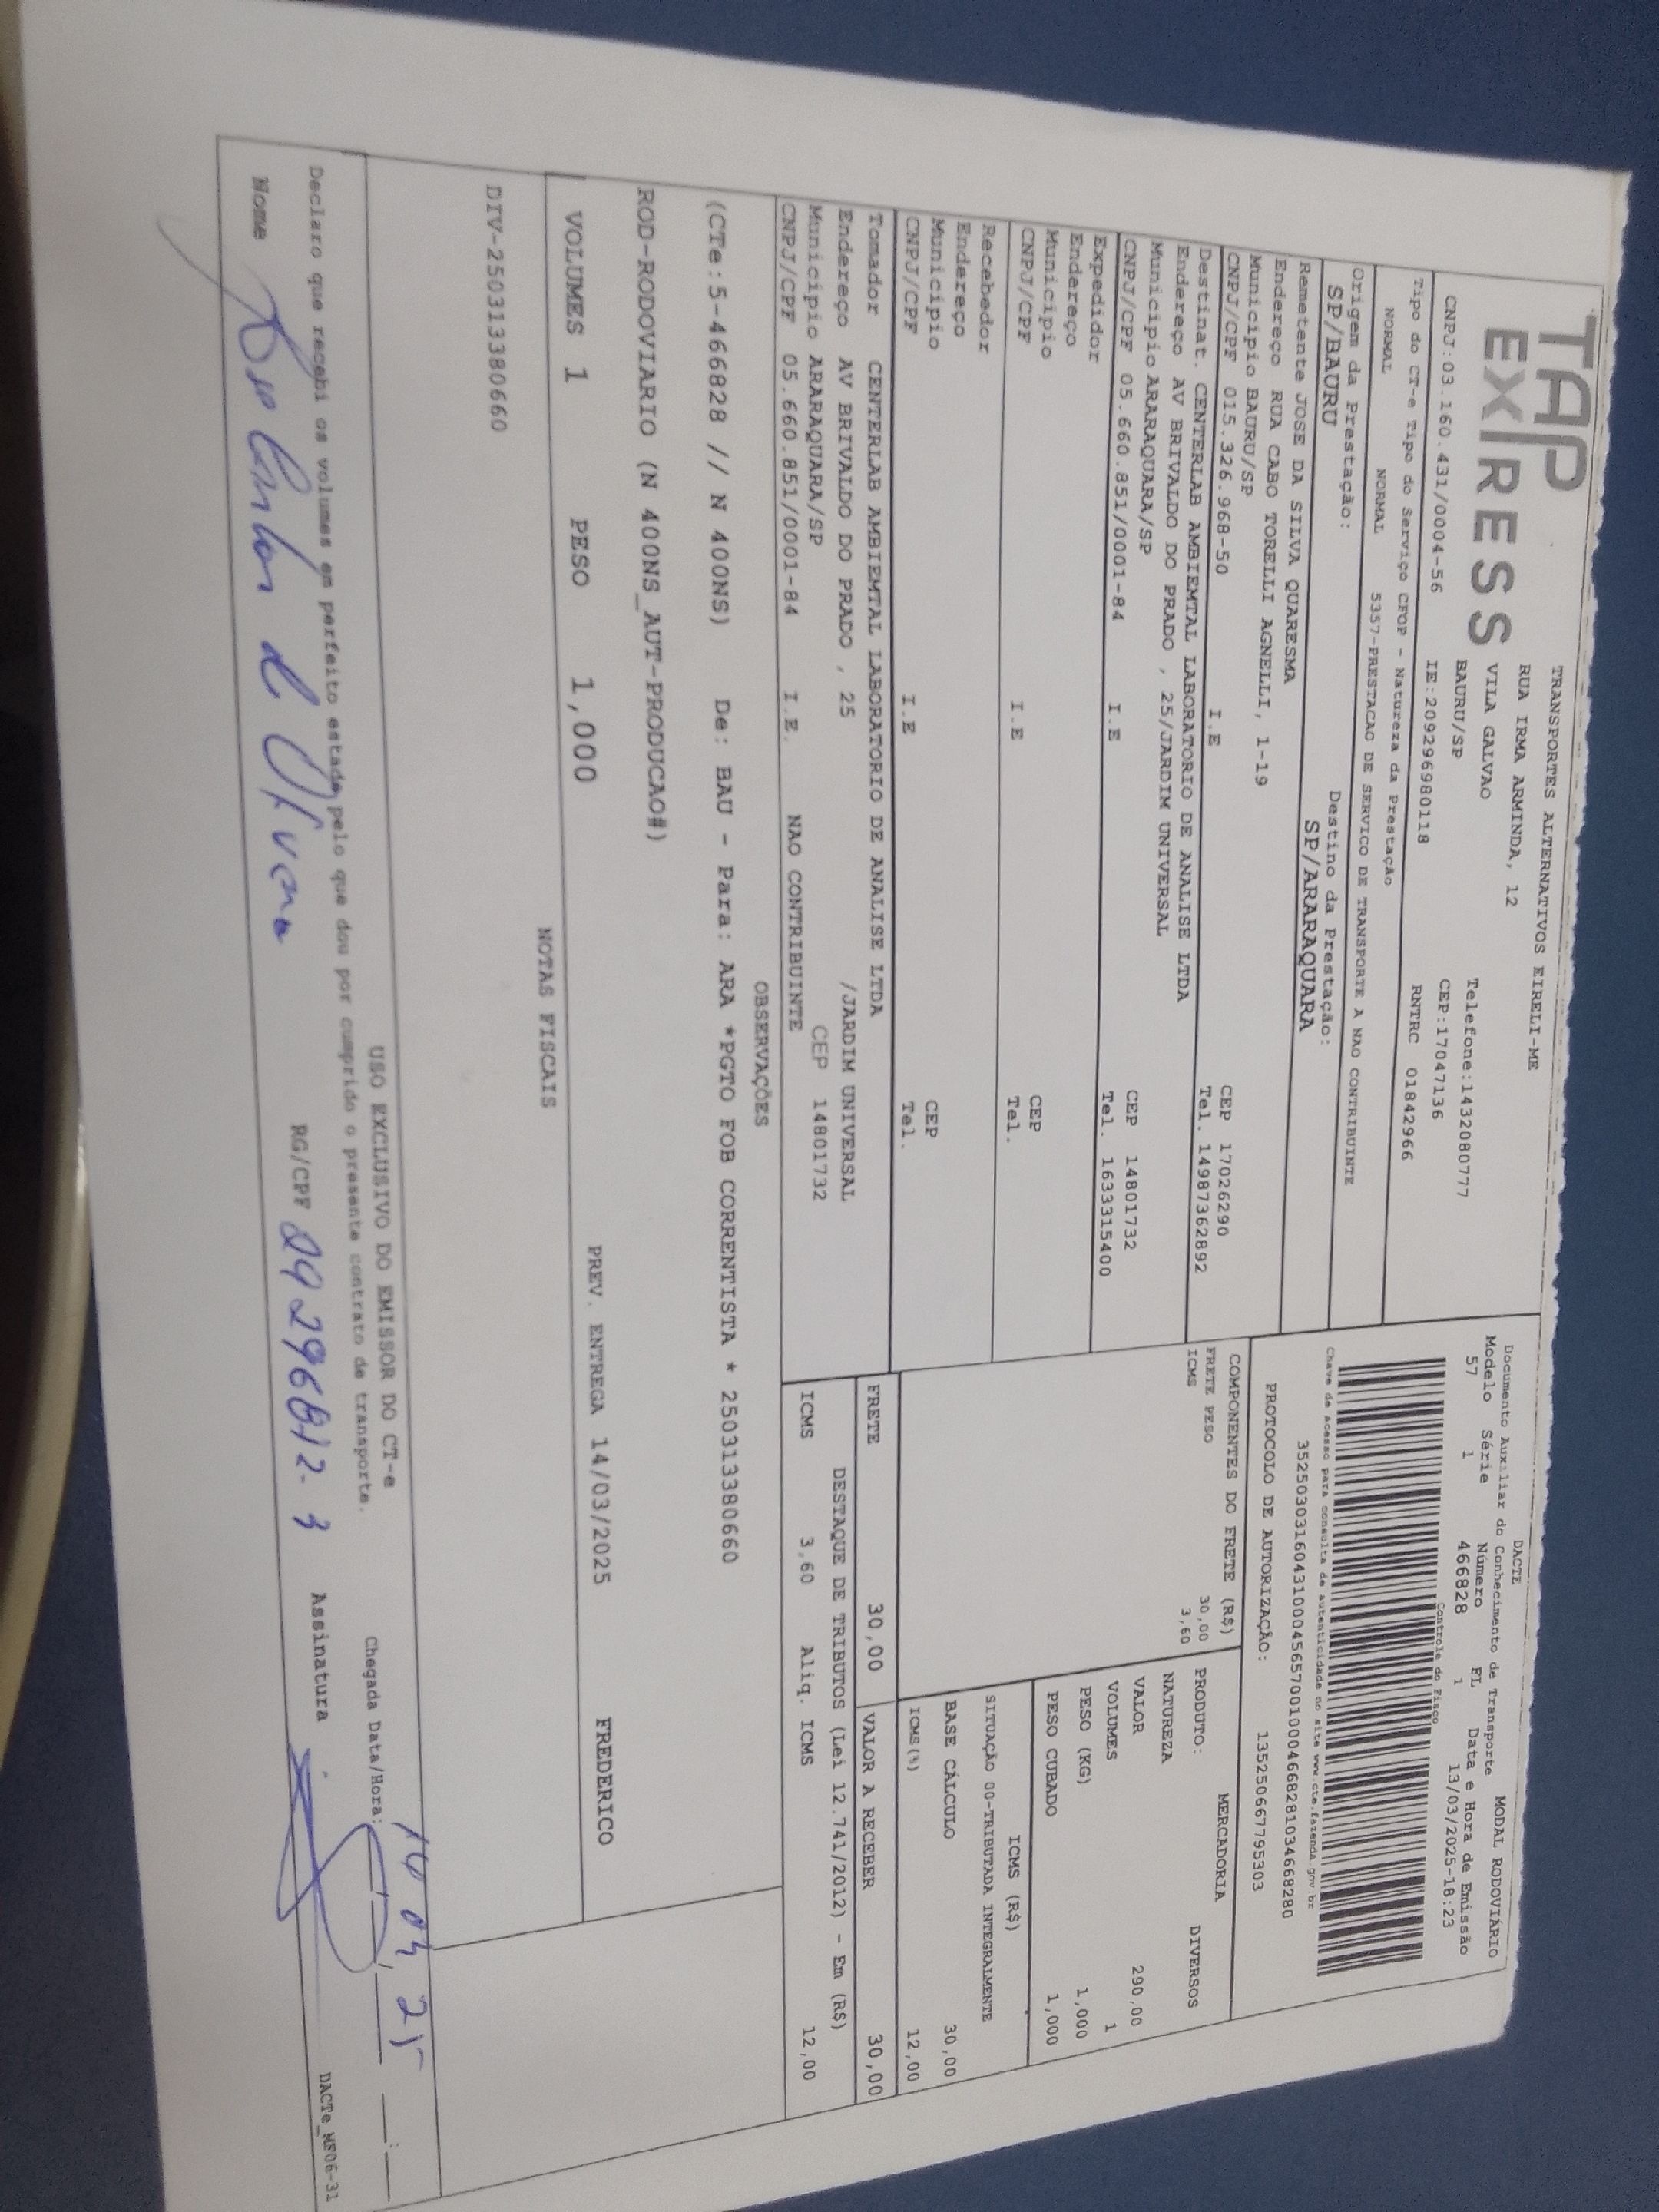 TAP
EXPRESS
TRANSPORTES ALTERNATIVOS EIRELI-ME
RUA IRMA ARMINDA, 12
VILA GALVAO Telefone:1432080777
BAURU/SP CEP:17047136
CNPJ:03.160.431/0004-56 IE:209296980118 RNTRC 01842966
Tipo do CT-e Tipo do Serviço CFOP - Natureza da Prestação
NORMAL NORMAL 5357-PRESTACAO DE SERVICO DE TRANSPORTE A NAO CONTRIBUINTE
Origem da Prestação: Destino da Prestação:
SP/BAURU SP/ARARAQUARA
DACTE MODAL RODOVIÁRIO
Documento Auxiliar do Conhecimento de Transporte
Modelo Série Número FL Data e Hora de Emissão
57 1 466828 1 13/03/2025-18:23
Controle do Fisco
Chave de acesso para consulta de autenticidade no site www.cte.fazenda.gov.br
35250303160431000456570010004668281034668280
PROTOCOLO DE AUTORIZAÇÃO: 135250667795303
Remetente JOSE DA SILVA QUARESMA
Endereço RUA CABO TORELLI AGNELLI, 1-19
Municipio BAURU/SP CEP 17026290
CNPJ/CPF 015.326.968-50 I.E Tel. 14987362892
Destinat. CENTERLAB AMBIEMTAL LABORATORIO DE ANALISE LTDA
Endereço AV BRIVALDO DO PRADO , 25/JARDIM UNIVERSAL
Municipio ARARAQUARA/SP CEP 14801732
CNPJ/CPF 05.660.851/0001-84 I.E Tel. 1633315400
Expedidor
Endereço
Municipio CEP
CNPJ/CPF I.E Tel.
Recebedor
Endereço
Municipio CEP
CNPJ/CPF I.E Tel.
Tomador CENTERLAB AMBIEMTAL LABORATORIO DE ANALISE LTDA
Endereço AV BRIVALDO DO PRADO , 25 /JARDIM UNIVERSAL
Municipio ARARAQUARA/SP CEP 14801732
CNPJ/CPF 05.660.851/0001-84 I.E. NAO CONTRIBUINTE
COMPONENTES DO FRETE (R$)
FRETE PESO 30,00
ICMS 3,60
MERCADORIA
PRODUTO: DIVERSOS
NATUREZA
VALOR 290,00
VOLUMES 1
PESO (KG) 1,000
PESO CUBADO 1,000
ICMS (R$)
SITUAÇÃO 00-TRIBUTADA INTEGRALMENTE
BASE CÁLCULO 30,00
ICMS(%) 12,00
FRETE 30,00 VALOR A RECEBER 30,00
DESTAQUE DE TRIBUTOS (Lei 12.741/2012) - Em (R$)
ICMS 3,60 Aliq. ICMS 12,00
OBSERVAÇÕES
(CTe:5-466828 // N 400NS) De: BAU - Para: ARA *PGTO FOB CORRENTISTA * 250313380660
ROD-RODOVIARIO (N 400NS_AUT-PRODUCAO#)
VOLUMES 1 PESO 1,000 PREV. ENTREGA 14/03/2025 FREDERICO
NOTAS FISCAIS
DIV-250313380660
USO EXCLUSIVO DO EMISSOR DO CT-e
Declaro que recebi os volumes em perfeito estado pelo que dou por cumprido o presente contrato de transporte. Chegada Data/Hora:
Nome RG/CPF Assinatura
DACTe_MF06-31